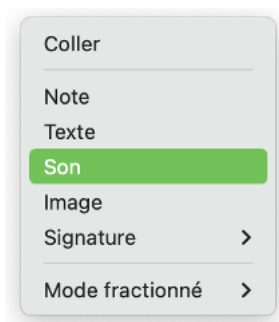 Coller
Note
Texte
Son
Image
Signature
Mode fractionné